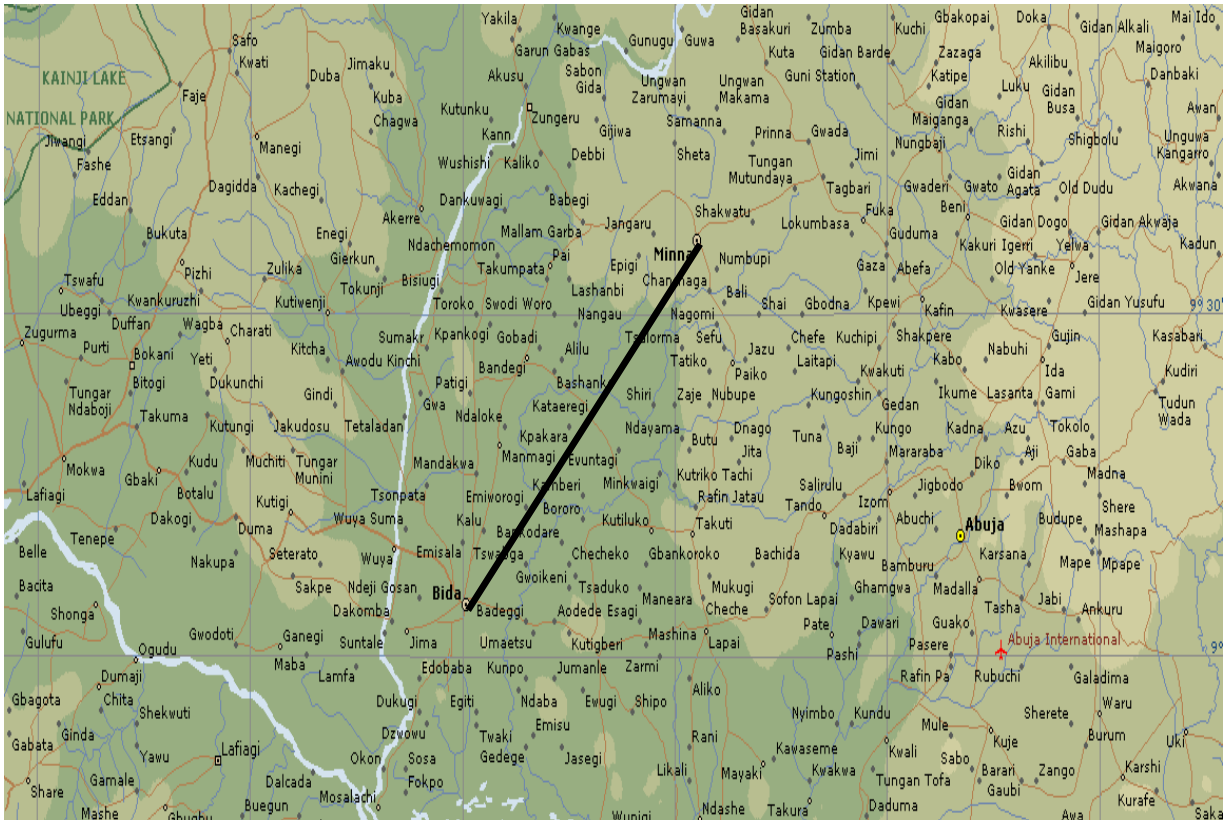 Yakila
Kwange
Gidan
Basakuri
Zumba
Kuchi
Gbakopai
Doka
Gidan Alkali
Mai Ido
Safo
Garun Gabas
Gunugu
Guwa
Kuta
Gidan Barde
Zazaga
Maigoro
Kwati
Jimaku
Duba
Akusu
Sabon
Gida
Ungwan
Zarumayi
Ungwan
Makama
Guni Station
Katipe
Akilibu
Danbaki
KAINJI LAKE
NATIONAL PARK
Faje
Kuba
Chagwa
Kutunku
Zungeru
Gidan
Maiganga
Luku
Gidan
Busa
Awan
Jiwangi
Etsangi
Manegi
Kann
Gijiwa
Samanna
Prinna
Gwada
Nungbaji
Rishi
Shigbolu
Unguwa
Kangarro
Fashe
Wushishi
Kaliko
Debbi
Sheta
Tungan
Mutundaya
Jimi
Eddan
Dagidda
Kachegi
Dankuwagi
Babegi
Tagbari
Gwaderi
Gwato
Gidan
Agata
Old Dudu
Akwana
Akerre
Shakwatu
Fuka
Beni
Bukuta
Enegi
Ndachemomon
Mallam Garba
Jangaru
Lokumbasa
Guduma
Gidan Dogo
Gidan Akwaja
Pizhi
Zulika
Gierkun
Takumpata
Pai
Epigi
Minna
Numbupi
Gaza
Abefa
Kakuri Igerri
Yelwa
Kadun
Tswafu
Tokunji
Bisiugi
Lashanbi
Bali
Old Yanke
Jere
Ubeggi
Kwankuruzhi
Kutiwenji
Toroko
Swodi Woro
Nangau
Nagomi
Shai
Gbodna
Kpewi
Kafin
Kwasere
Gidan Yusufu
9°30'
Zugurma
Duffan
Wagba
Charati
Sumakr
Kpankogi
Gobadi
Sefu
Chefe
Kuchipi
Shakpere
Gujin
Kasabari
Purti
Bokani
Yeti
Kitcha
Awodu Kinchi
Bandegi
Alilu
Tatiko
Jazu
Paiko
Laitapi
Kwakuti
Kabo
Nabuhi
Ida
Kudiri
Tungar
Ndaboji
Bitogi
Dukunchi
Gindi
Patigi
Shiri
Zaje
Nubupe
Kungoshin
Gedan
Ikume
Lasanta
Gami
Tudun
Wada
Takuma
Kutungi
Jakudosu
Tetaladan
Gwa
Ndaloke
Kataeregi
Ndayama
Dnago
Tuna
Kungo
Kadna
Azu
Tokolo
Mokwa
Gbaki
Kudu
Muchiti
Tungar
Munini
Mandakwa
Kpakara
Manmagi
Evuntagi
Butu
Jita
Baji
Mararaba
Diko
Aji
Gaba
Madna
Lafiagi
Botalu
Kutigi
Tsonpata
Emiworogi
Minkwaigi
Kutriko Tachi
Rafin Jatau
Salirulu
Tando
Izom
Jigbodo
Bwom
Shere
Dakogi
Duma
Wuya Suma
Kalu
Bororo
Kutiluko
Takuti
Dadabiri
Abuchi
Abuja
Budupe
Mashapa
Belle
Tenepe
Nakupa
Seterato
Wuya
Emisala
Checheko
Gbankoroko
Bachida
Kyawu
Bamburu
Karsana
Mape
Mpape
Bacita
Sakpe
Ndeji Gosan
Gwoikeni
Tsaduko
Mukugi
Ghamgwa
Madalla
Shonga
Dakomba
Bida
Badeggi
Aodede Esagi
Maneara
Cheche
Sofon Lapai
Tasha
Jabi
Ankuru
Gulufu
Gwodoti
Ganegi
Suntale
Jima
Umaetsu
Kutigberi
Mashina
Lapai
Pate
Dawari
Guako
Abuja International
Ogudu
Maba
Pashi
Pasere
9°
Dumaji
Lamfa
Edobaba
Kunpo
Jumanle
Zarmi
Rafin Pa
Rubuchi
Galadima
Gbagota
Chita
Shekwuti
Dukugi
Egiti
Ndaba
Ewugi
Shipo
Aliko
Nyimbo
Kundu
Waru
Ginda
Dzwowu
Emisu
Mule
Sherete
Gabata
Yawu
Lafiagi
Okon
Sosa
Twaki
Gedege
Jasegi
Rani
Kawaseme
Kwali
Kuje
Burum
Uki
Gamale
Dalcada
Fokpo
Likali
Mayaki
Kwakwa
Sabo
Tungan Tofa
Barari
Gaubi
Zango
Karshi
Share
Mashe
Gbugbu
Buegun
Mosalachi
Wupigi
Ndashe
Takura
Daduma
Awa
Kurafe
Saka